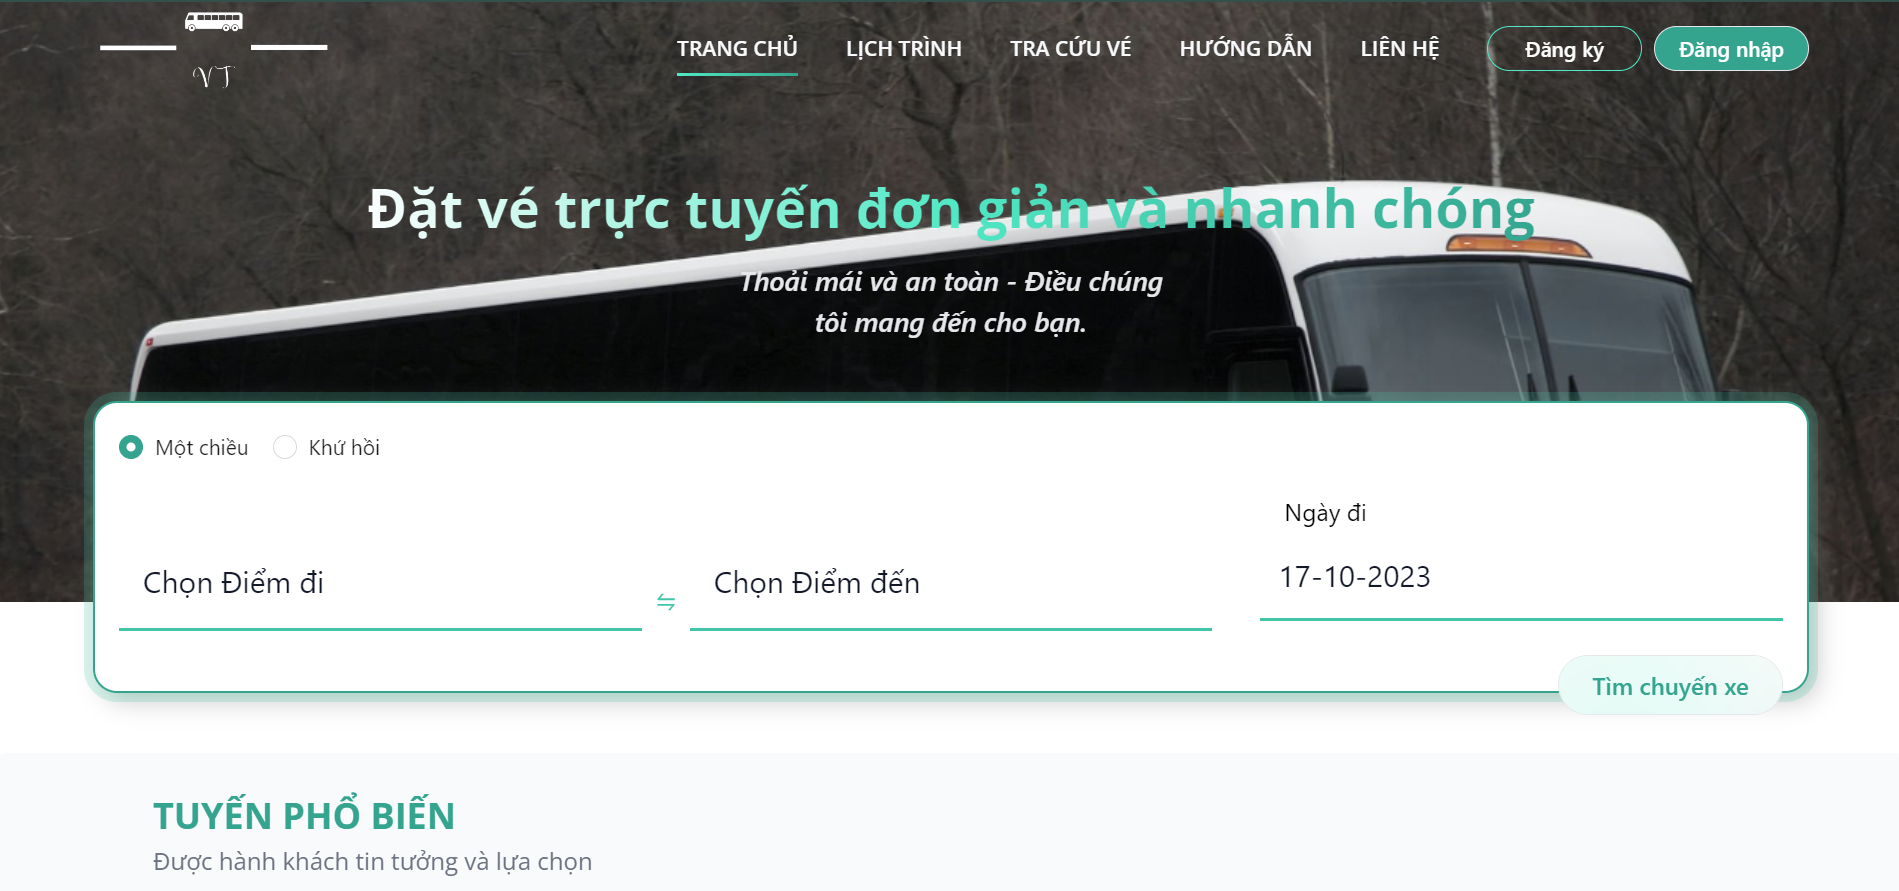 VT
TRANG CHỦ
LỊCH TRÌNH
TRA CỨU VÉ
HƯỚNG DẪN
LIÊN HỆ
Đăng ký
Đăng nhập
Đặt vé trực tuyến đơn giản và nhanh chóng
Thoải mái và an toàn - Điều chúng
tôi mang đến cho bạn.
Một chiều
Khứ hồi
Chọn Điểm đi
Chọn Điểm đến
Ngày đi
17-10-2023
Tìm chuyến xe
TUYẾN PHỔ BIẾN
Được hành khách tin tưởng và lựa chọn